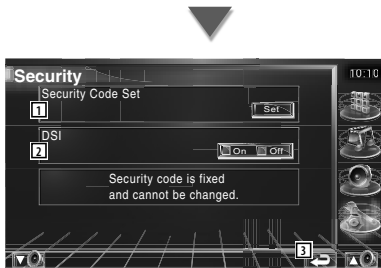 Security
10:10
Security Code Set
1
Set
DSI
2
On Off
Security code is fixed
and cannot be changed.
3